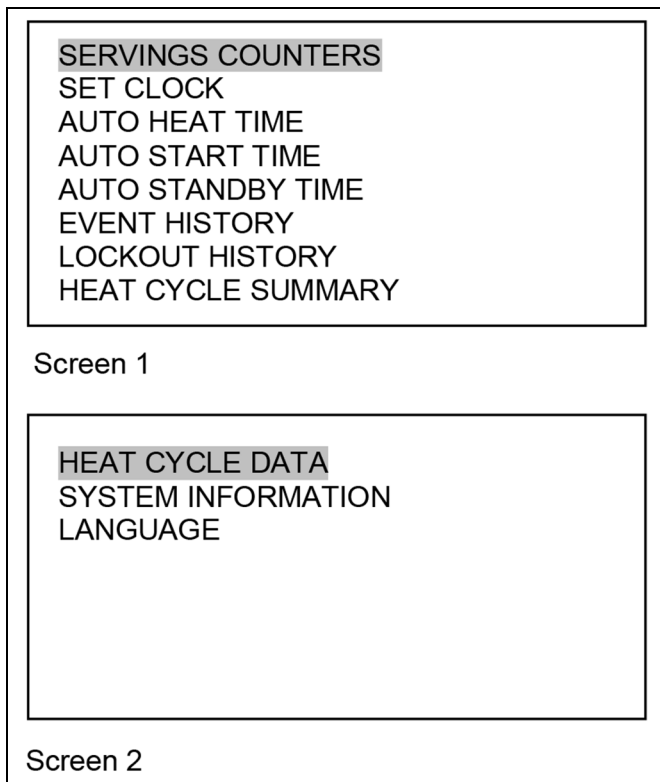 SERVINGS COUNTERS
SET CLOCK
AUTO HEAT TIME
AUTO START TIME
AUTO STANDBY TIME
EVENT HISTORY
LOCKOUT HISTORY
HEAT CYCLE SUMMARY
Screen 1
HEAT CYCLE DATA
SYSTEM INFORMATION
LANGUAGE
Screen 2